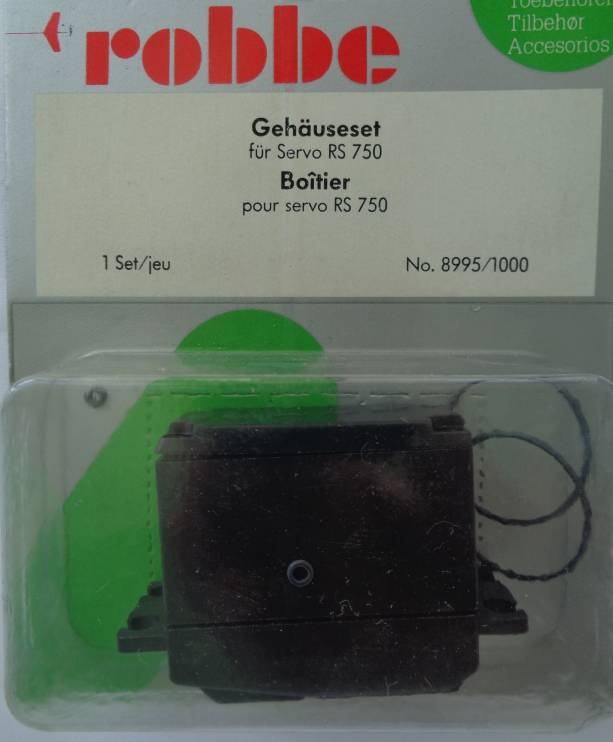 robbe
Tilbehør
Accesorios
Gehäuseset
für Servo RS 750
Boîtier
pour servo RS 750
1 Set/jeu
No. 8995/1000